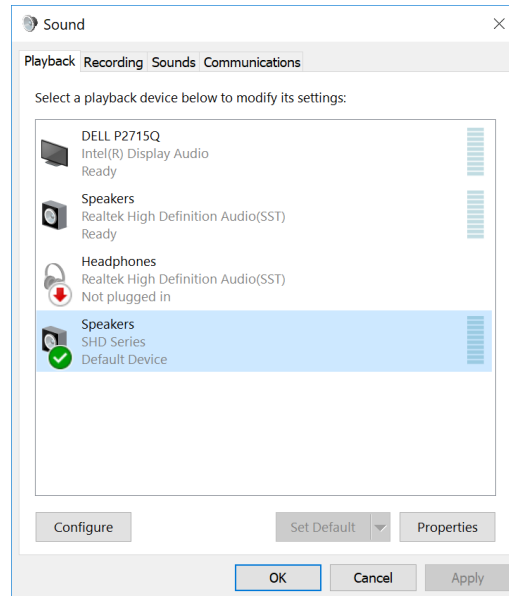 Sound
Playback Recording Sounds Communications
Select a playback device below to modify its settings:
DELL P2715Q
Intel(R) Display Audio
Ready
Speakers
Realtek High Definition Audio(SST)
Ready
Headphones
Realtek High Definition Audio(SST)
Not plugged in
Speakers
SHD Series
Default Device
Configure Set Default Properties
OK Cancel Apply